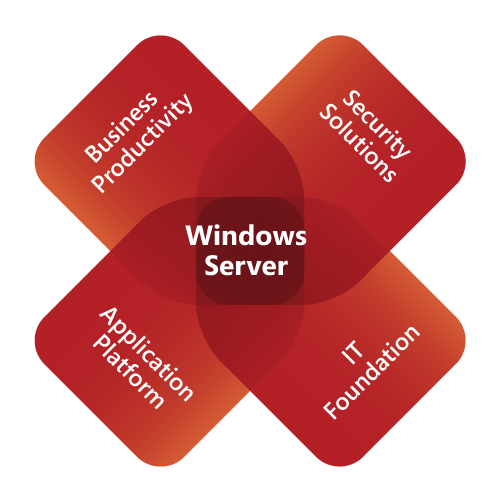 Business
Productivity
Security
Solutions
Windows
Server
Application
Platform
IT
Foundation